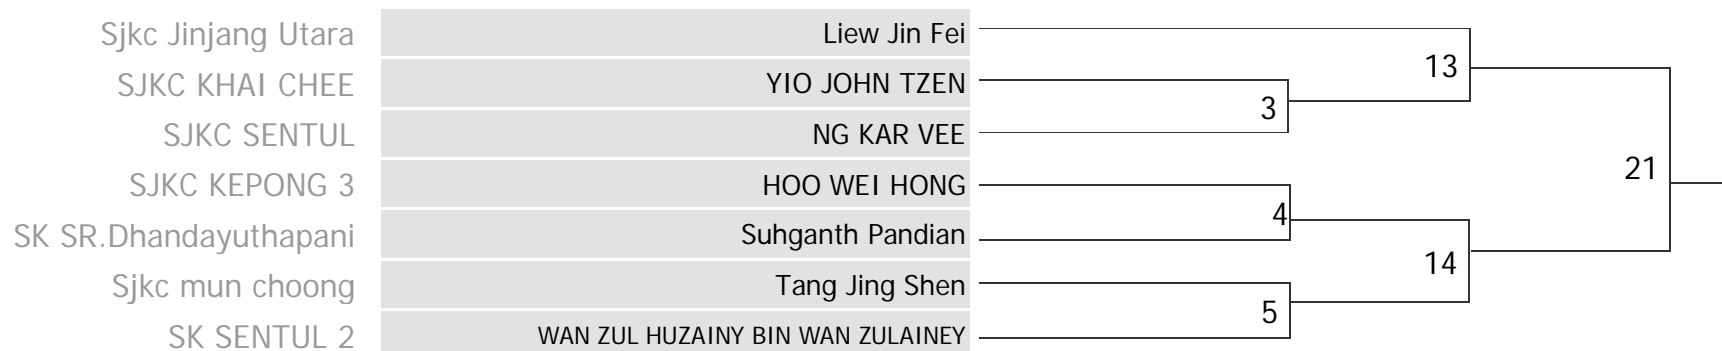 Sjkc Jinjang Utara Liew Jin Fei
13
SJKC KHAI CHEE YIO JOHN TZEN
3
SJKC SENTUL NG KAR VEE
21
SJKC KEPONG 3 HOO WEI HONG
4
SK SR.Dhandayuthapani Suhganth Pandian
14
Sjkc mun choong Tang Jing Shen
5
SK SENTUL 2 WAN ZUL HUZAINY BIN WAN ZULAINEY